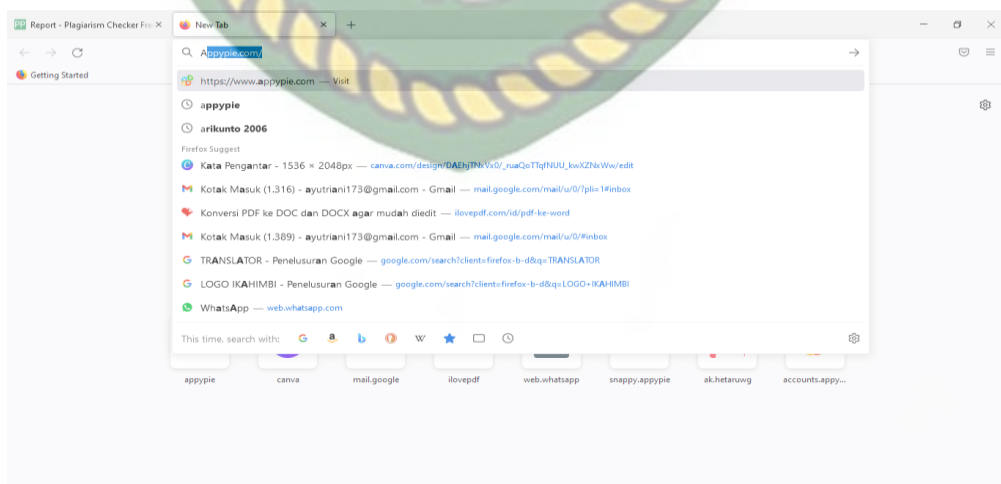 PP Report - Plagiarism Checker Fre
New Tab
Appypie.com/
https://www.appypie.com — Visit
appypie
arikunto 2006
Firefox Suggest
Kata Pengantar - 1536 × 2048px — canva.com/design/DAEhjTNxVx0/_ruaQoTTqfNUU_kwXZNxWw/edit
Kotak Masuk (1.316) - ayutriani173@gmail.com - Gmail — mail.google.com/mail/u/0/?pli=1#inbox
Konversi PDF ke DOC dan DOCX agar mudah diedit — ilovepdf.com/id/pdf-ke-word
Kotak Masuk (1.389) - ayutriani173@gmail.com - Gmail — mail.google.com/mail/u/0/#inbox
TRANSLATOR - Penelusuran Google — google.com/search?client=firefox-b-d&q=TRANSLATOR
LOGO IKAHIMBI - Penelusuran Google — google.com/search?client=firefox-b-d&q=LOGO+IKAHIMBI
WhatsApp — web.whatsapp.com
This time, search with:
Getting Started
appypie canva mail.google ilovepdf web.whatsapp snappy.appypie ak.hetaruwg accounts.appy...